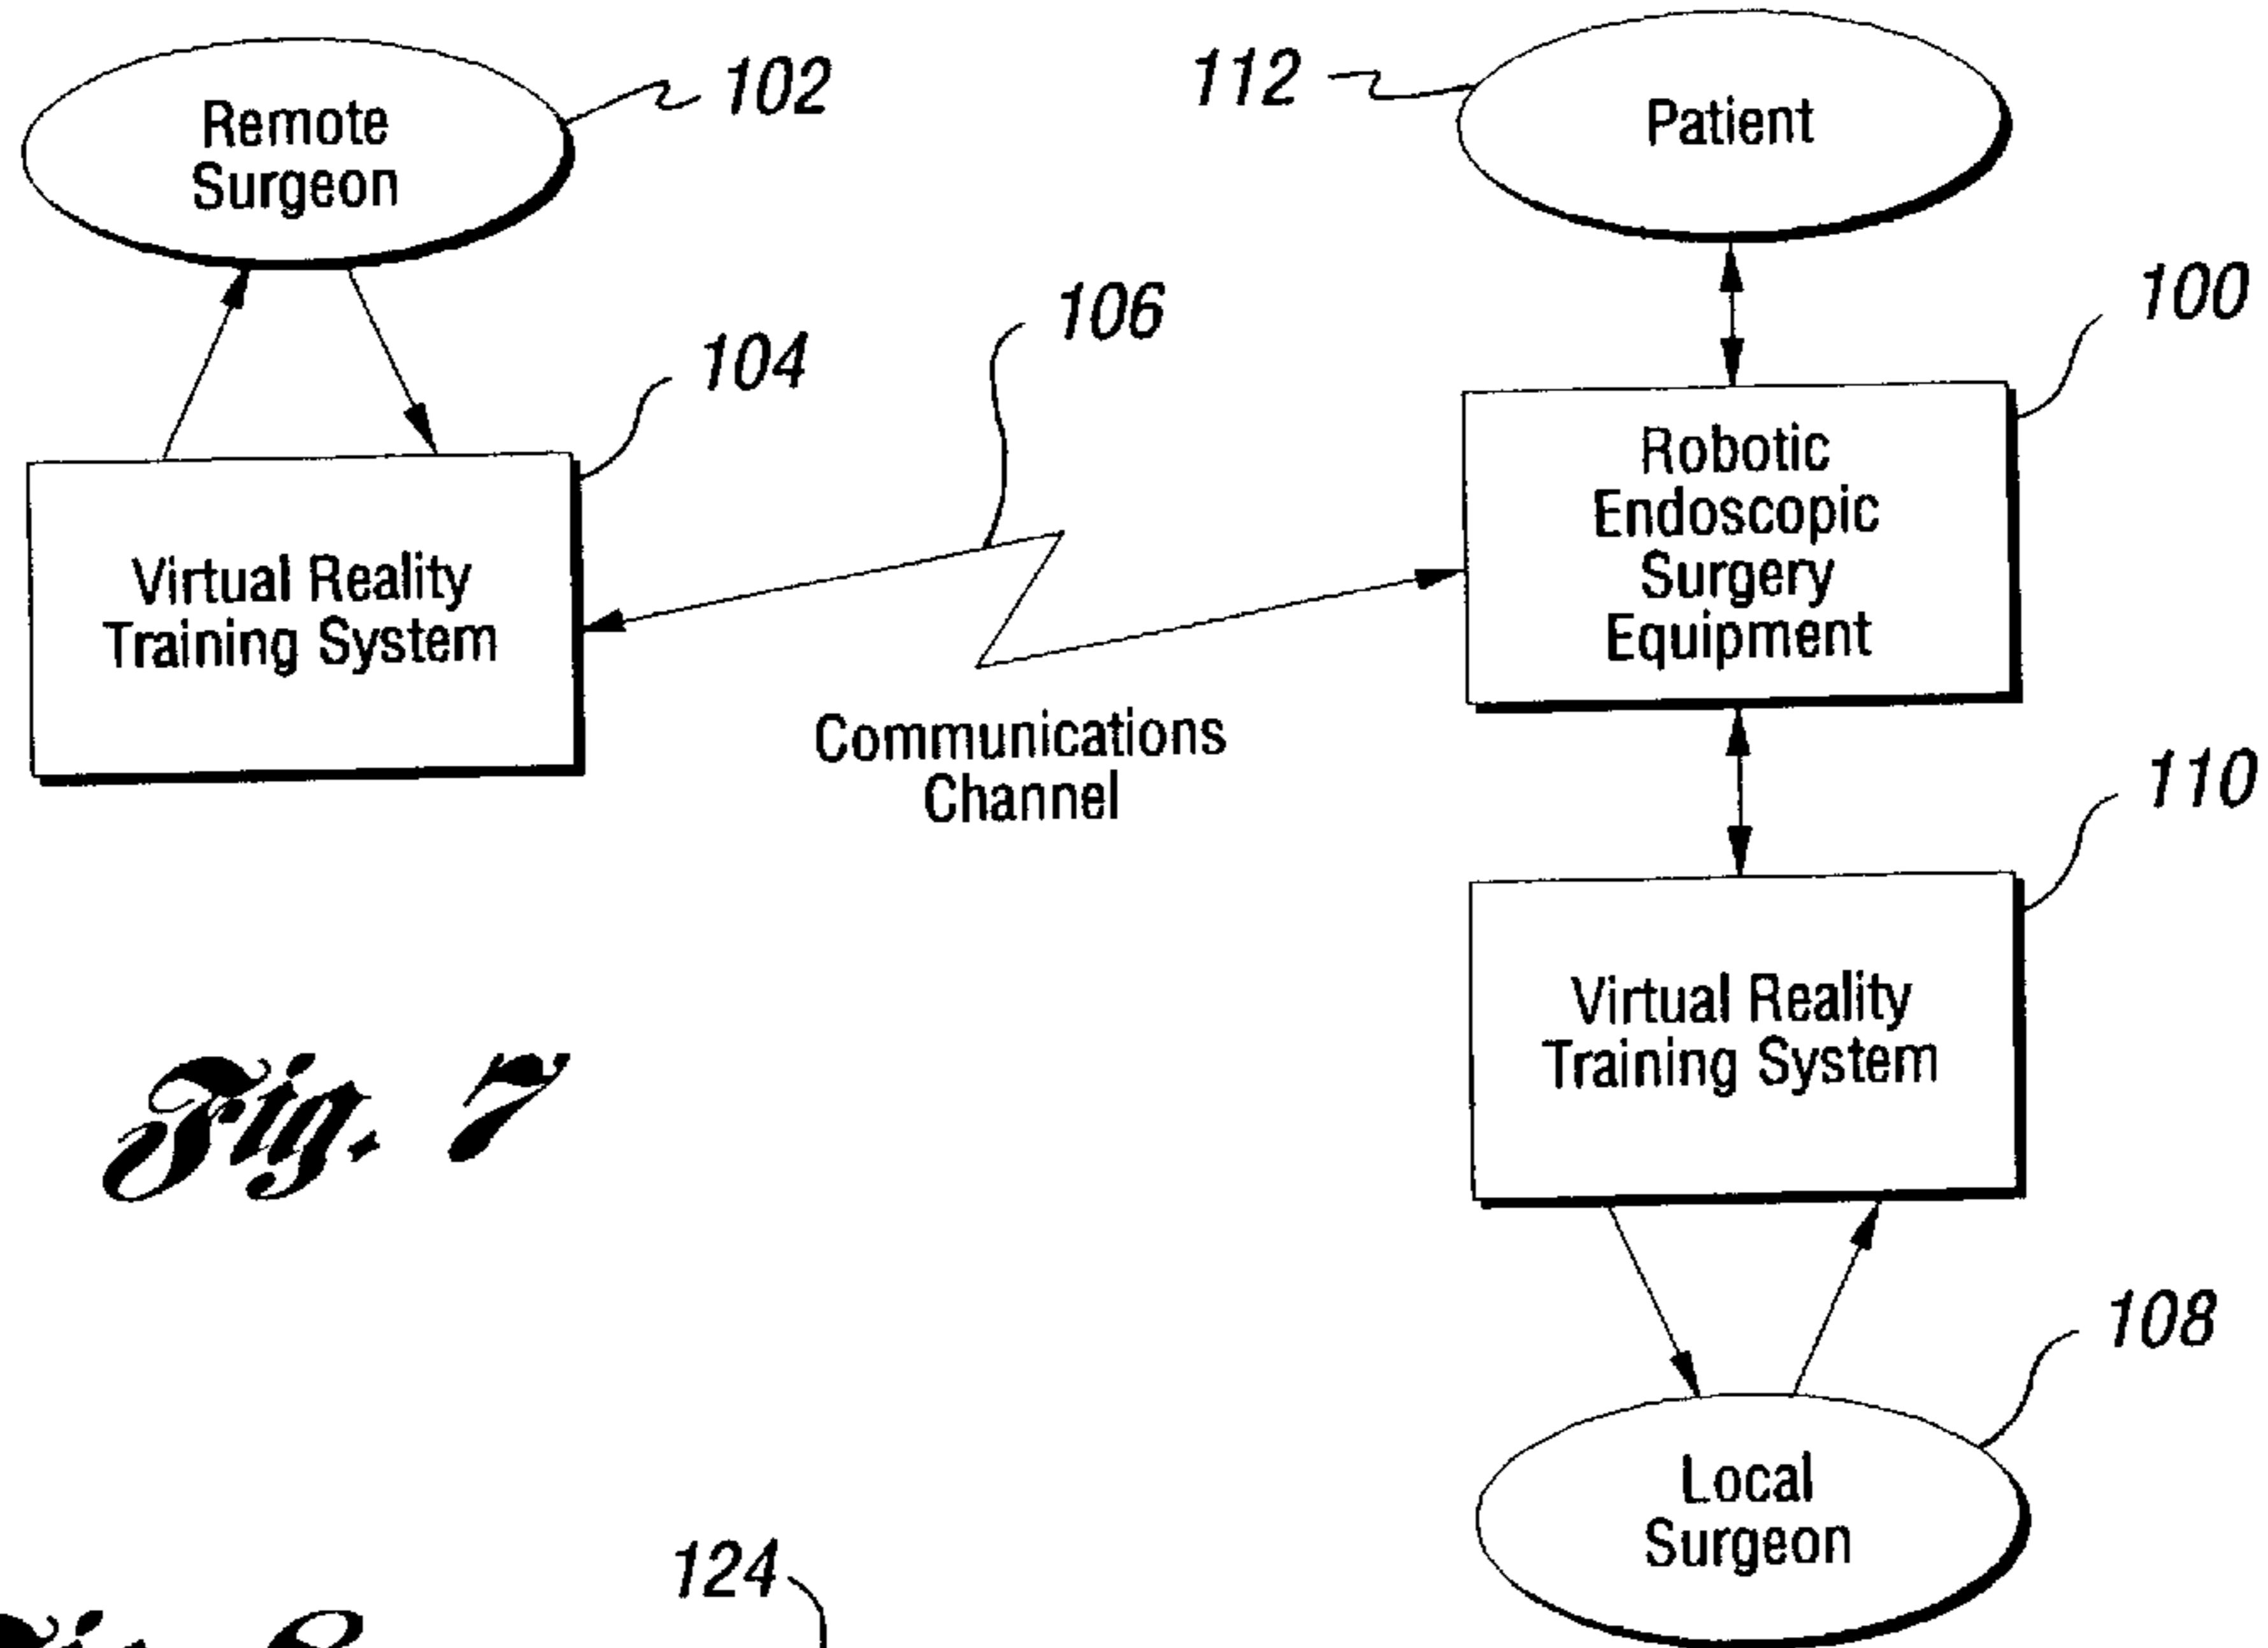 102
112
Remote
Surgeon
Patient
106
100
104
Robotic
Endoscopic
Surgery
Equipment
Virtual Reality
Training System
Communications
Channel
110
Virtual Reality
Training System
Fig. 7
108
Local
Surgeon
124